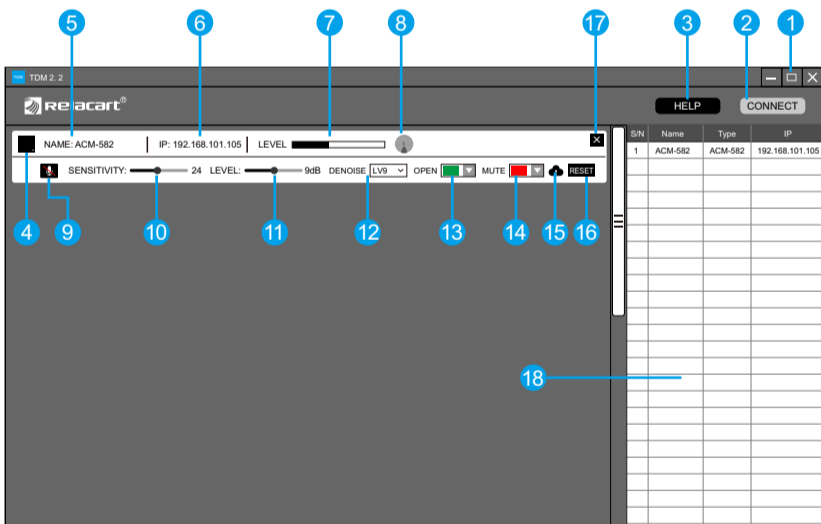 5 6 7 8 17 3 2 1
TDM TDM 2. 2
Relacart® HELP CONNECT
NAME: ACM-582 IP: 192.168.101.105 LEVEL
SENSITIVITY: 24 LEVEL: 9dB DENOISE LV9 OPEN MUTE RESET
4 9 10 11 12 13 14 15 16
S/N Name Type IP
1 ACM-582 ACM-582 192.168.101.105
18